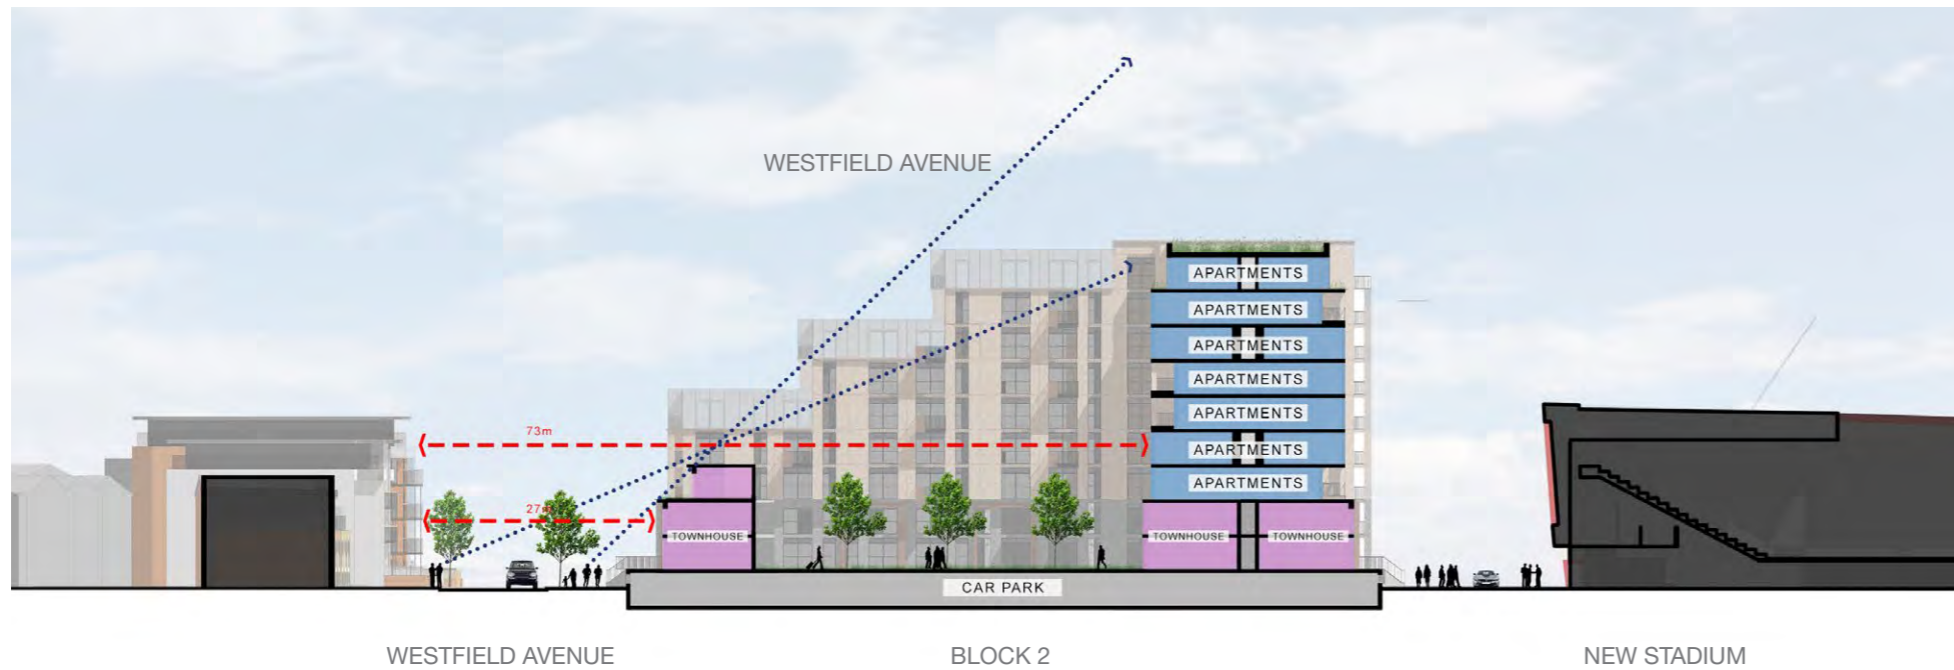 WESTFIELD AVENUE
APARTMENTS
APARTMENTS
APARTMENTS
APARTMENTS
APARTMENTS
73m
APARTMENTS
APARTMENTS
27m
TOWNHOUSE
TOWNHOUSE
TOWNHOUSE
CAR PARK
WESTFIELD AVENUE
BLOCK 2
NEW STADIUM